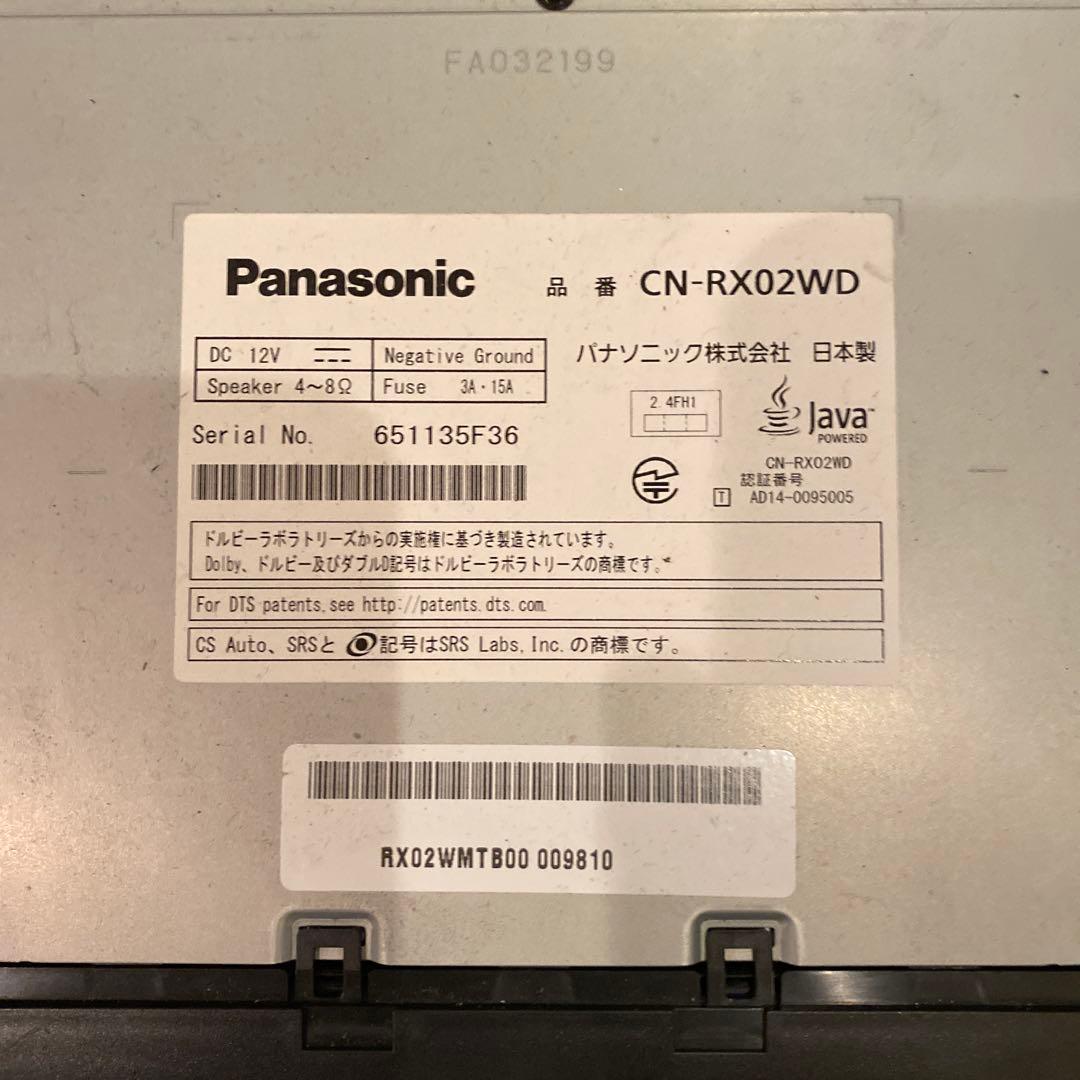 FA032199
Panasonic 品番 CN-RX02WD
DC 12V Negative Ground
Speaker 4～8Ω Fuse 3A・15A
パナソニック株式会社 日本製
2.4FH1
Java
POWERED
Serial No. 651135F36
CN-RX02WD
認証番号
T AD14-0095005
ドルビーラボラトリーズからの実施権に基づき製造されています。
Dolby、ドルビー及びダブルD記号はドルビーラボラトリーズの商標です。
For DTS patents, see http://patents.dts.com.
CS Auto、SRSと 記号はSRS Labs, Inc. の商標です。
RX02WMTB00 009810